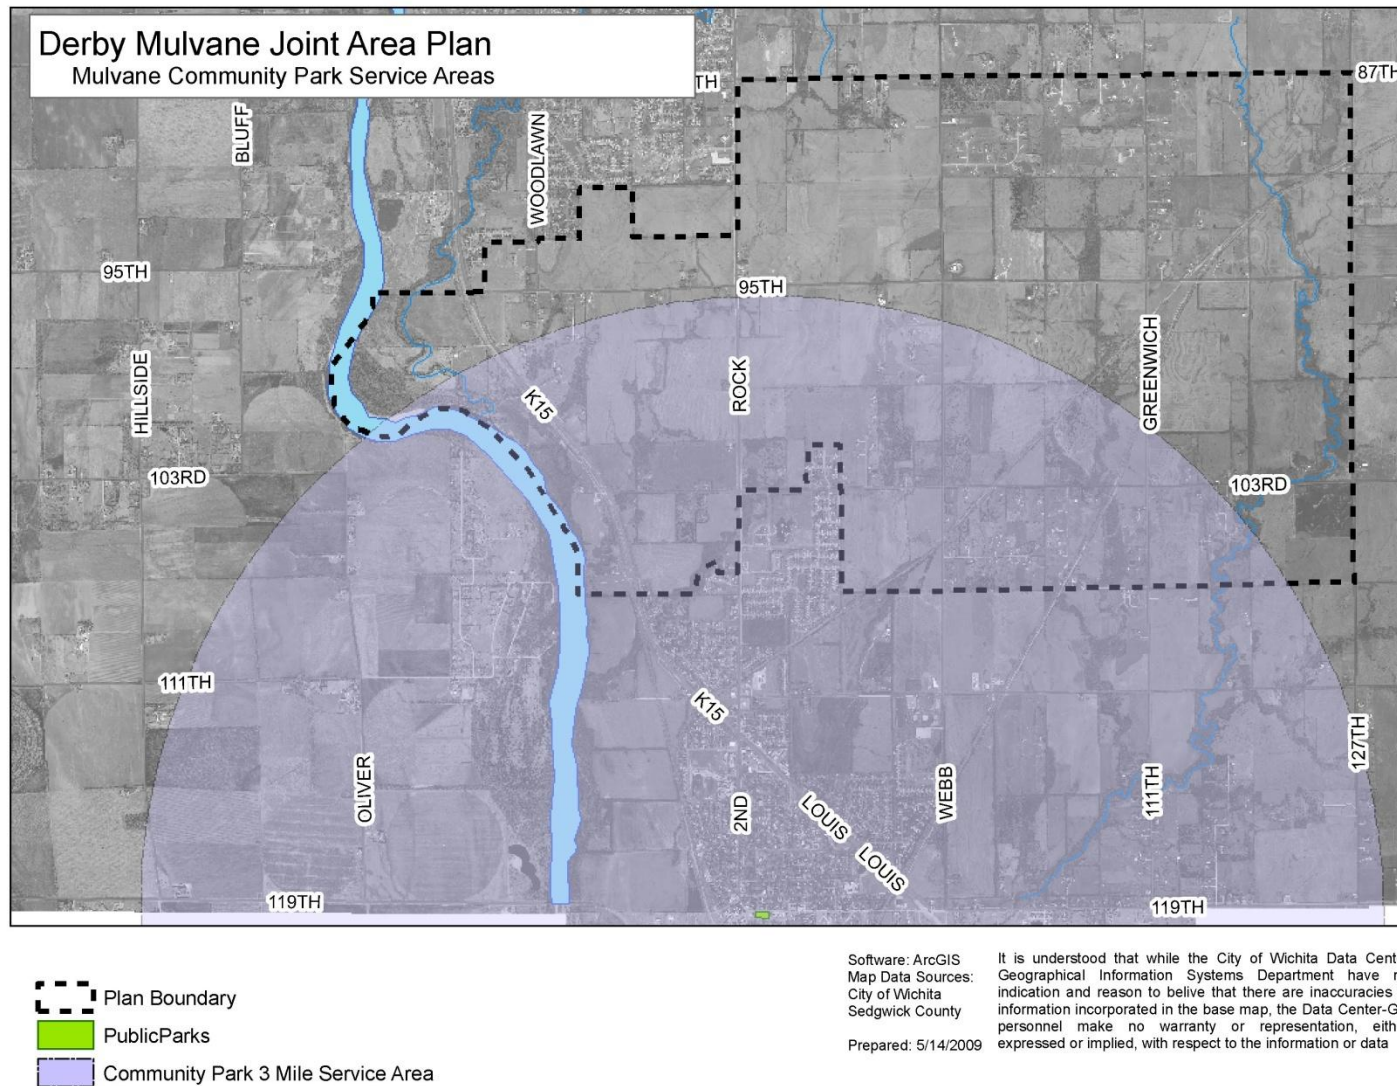 Derby Mulvane Joint Area Plan
Mulvane Community Park Service Areas
TH
87TH
BLUFF
WOODLAWN
95TH
95TH
HILLSIDE
K15
ROCK
GREENWICH
103RD
103RD
111TH
K15
OLIVER
2ND
LOUIS
LOUIS
WEBB
111TH
127TH
119TH
119TH
Plan Boundary
PublicParks
Community Park 3 Mile Service Area
Software: ArcGIS
Map Data Sources:
City of Wichita
Sedgwick County
Prepared: 5/14/2009
It is understood that while the City of Wichita Data Cent
Geographical Information Systems Department have n
indication and reason to belive that there are inaccuracies
information incorporated in the base map, the Data Center-G
personnel make no warranty or representation, eith
expressed or implied, with respect to the information or data